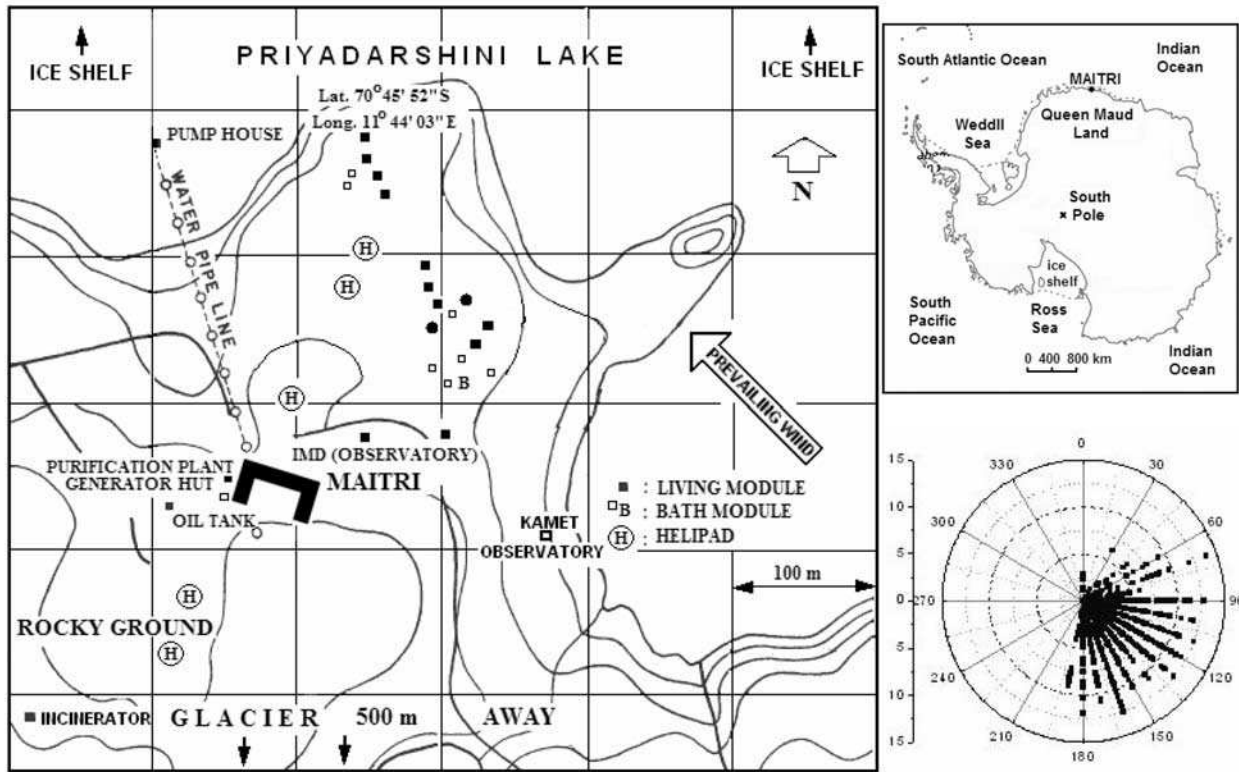 ICE SHELF
PRIYADARSHINI LAKE
ICE SHELF
Lat. 70° 45' 52" S
Long. 11° 44' 03" E
PUMP HOUSE
WATER PIPE LINE
N
H
H
H
B
PREVAILING WIND
IMD (OBSERVATORY)
PURIFICATION PLANT
GENERATOR HUT
MAITRI
OIL TANK
■ : LIVING MODULE
□B : BATH MODULE
H : HELIPAD
KAMET
OBSERVATORY
100 m
H
ROCKY GROUND
H
INCINERATOR
GLACIER 500 m AWAY
South Atlantic Ocean
Indian
Ocean
MAITRI
Queen Maud
Land
Weddll
Sea
South
Pole
ice
shelf
South
Pacific
Ocean
Ross
Sea
Indian
Ocean
0 400 800 km
15
10
5
0
5
10
15
0
30
60
90
120
150
180
210
240
270
300
330